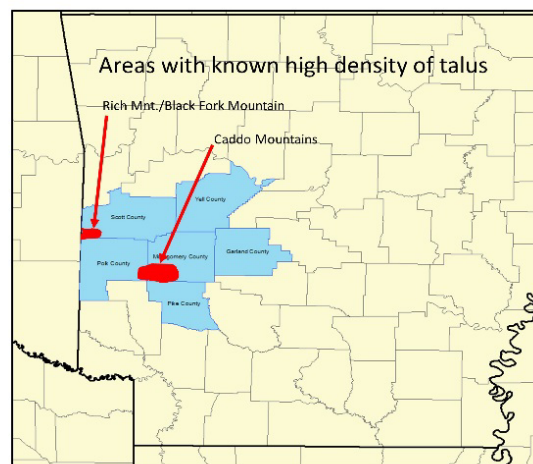 Areas with known high density of talus
Rich Mnt./Black Fork Mountain
Caddo Mountains
Yell County
Scott County
Garland County
Montgomery County
Polk County
Pike County